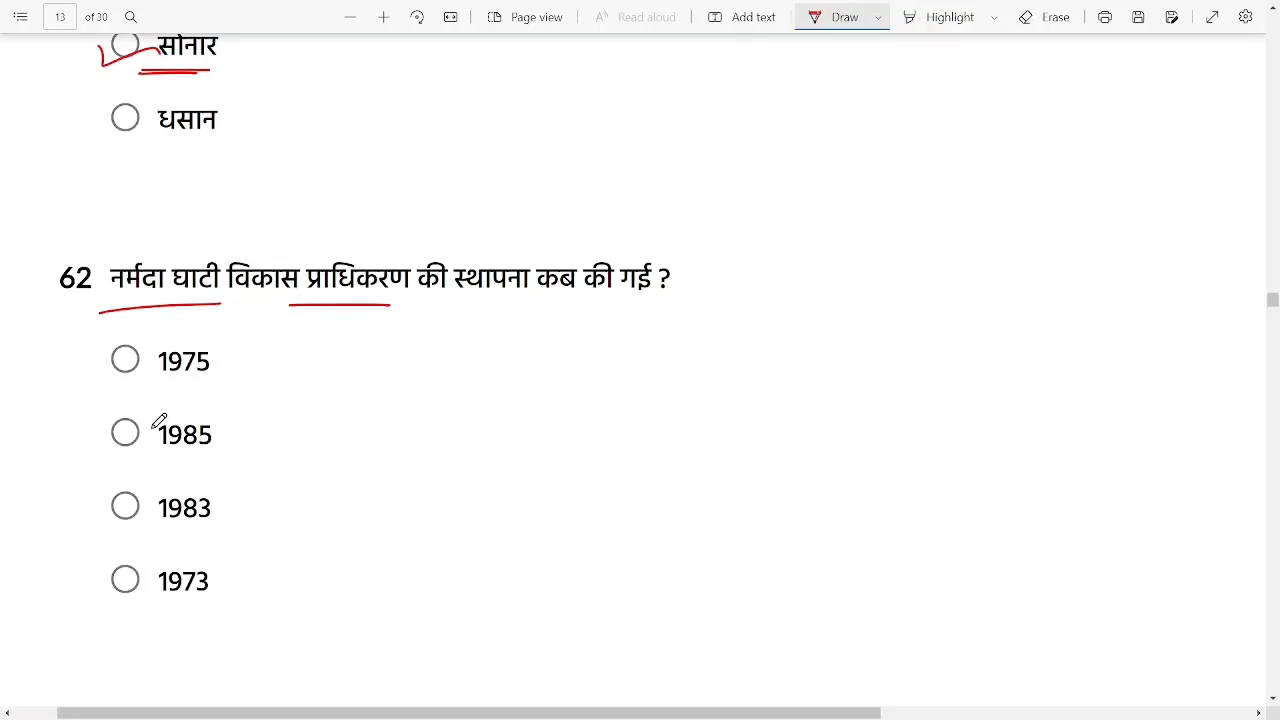 13 of 30 Page view Read aloud Add text Draw Highlight Erase
सोनार
धसान
62 नर्मदा घाटी विकास प्राधिकरण की स्थापना कब की गई ?
1975
1985
1983
1973